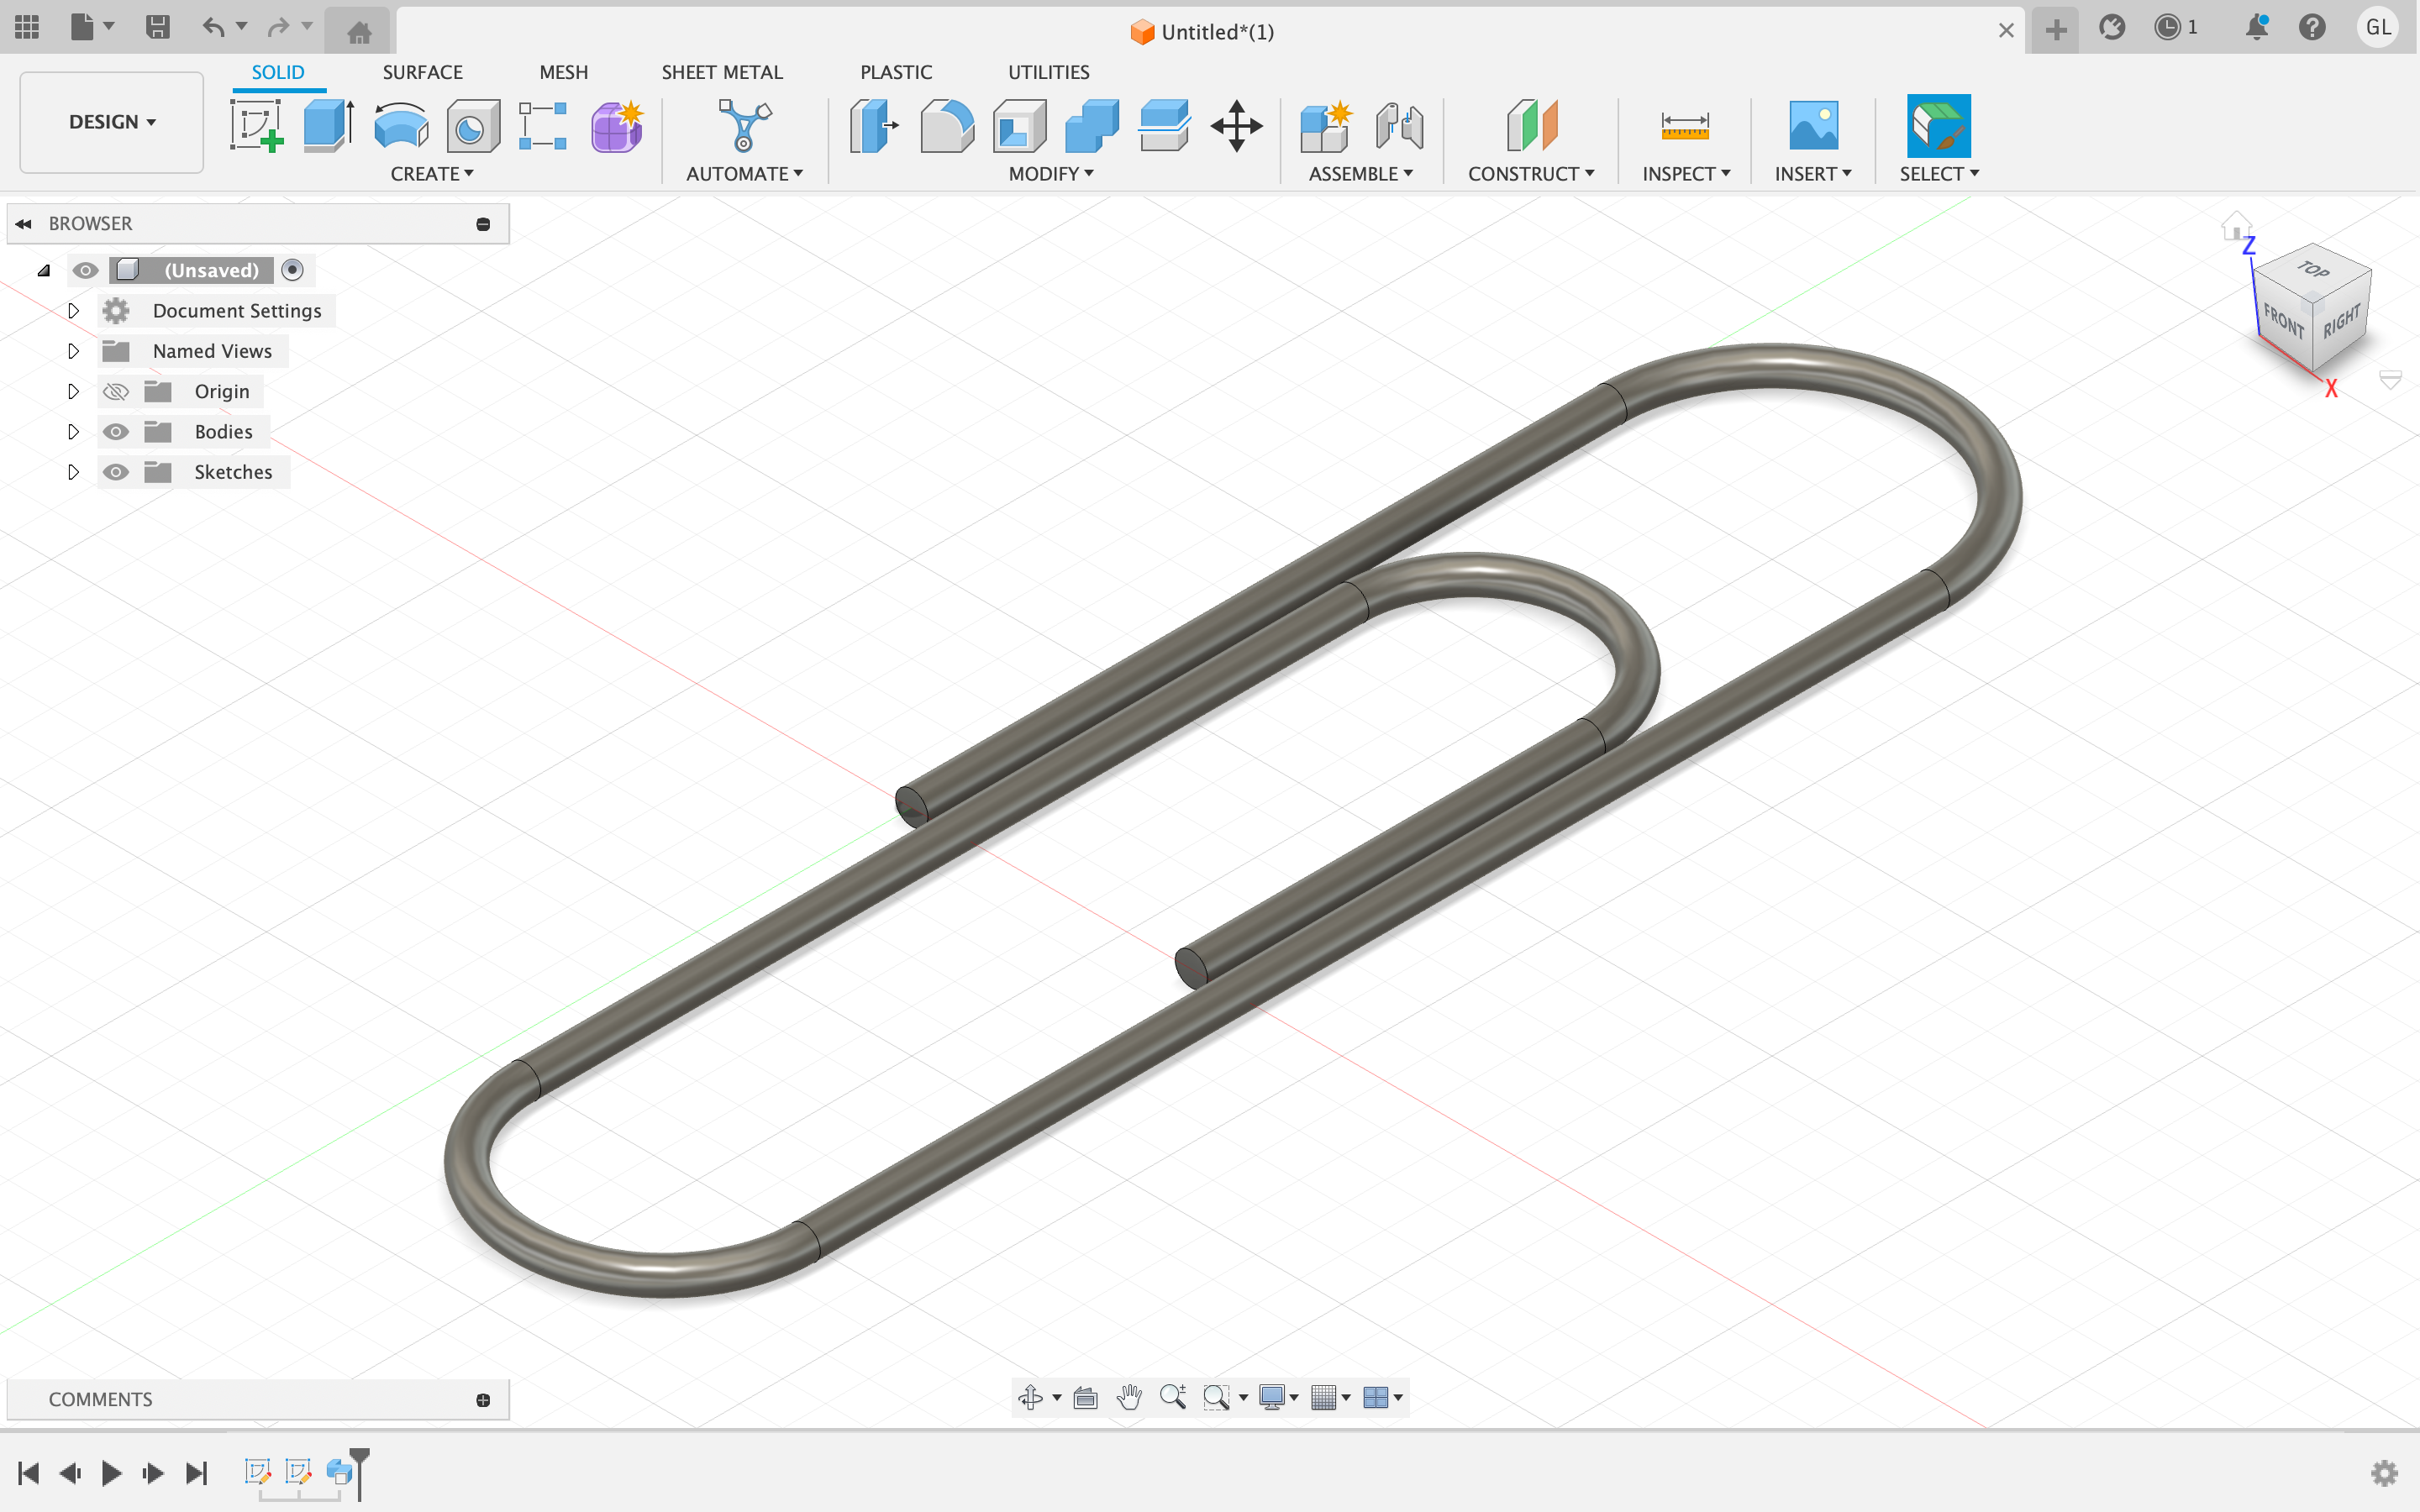 Untitled*(1)
1
GL
DESIGN
SOLID
SURFACE
MESH
SHEET METAL
PLASTIC
UTILITIES
CREATE
AUTOMATE
MODIFY
ASSEMBLE
CONSTRUCT
INSPECT
INSERT
SELECT
BROWSER
(Unsaved)
Document Settings
Named Views
Origin
Bodies
Sketches
Z
TOP
FRONT
RIGHT
X
COMMENTS